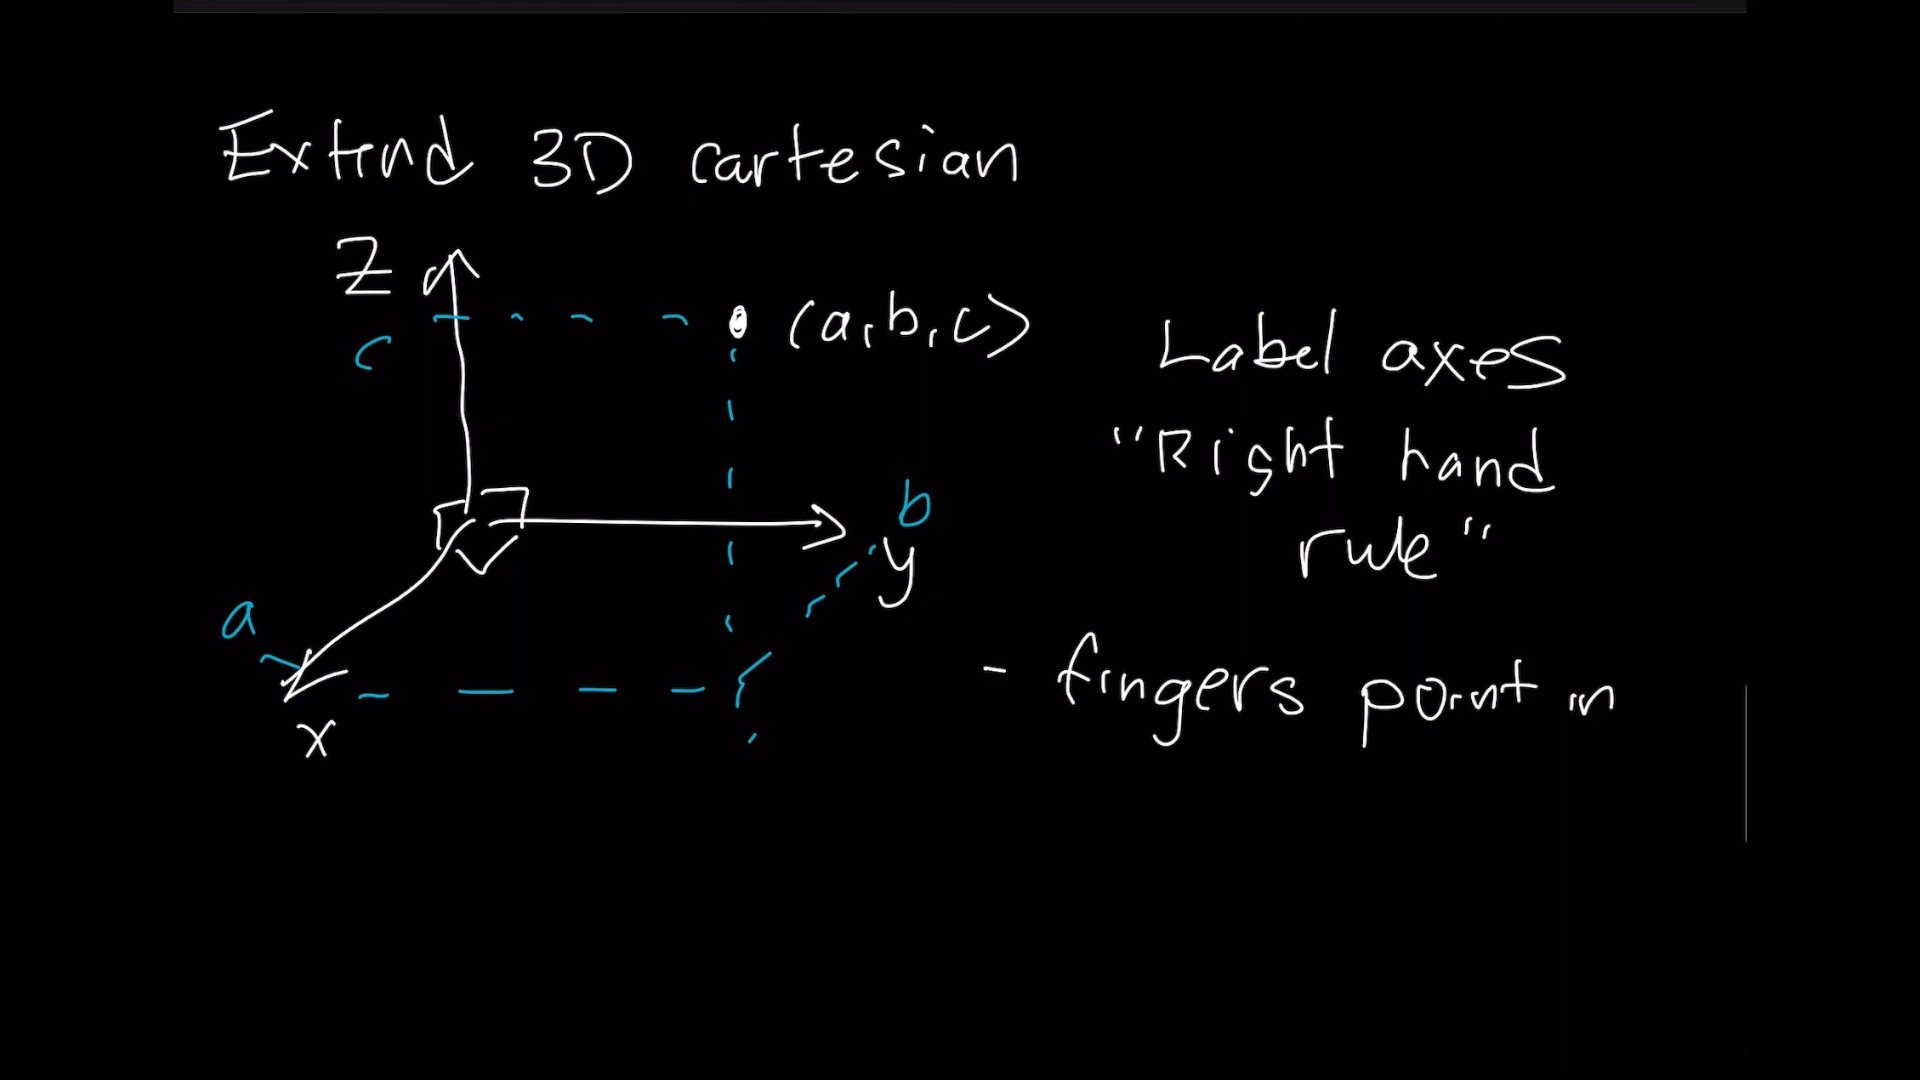 Extend 3D cartesian
Z
c
(a,b,c)
Label axes
"Right hand
rule"
b
y
a
x
- fingers point in